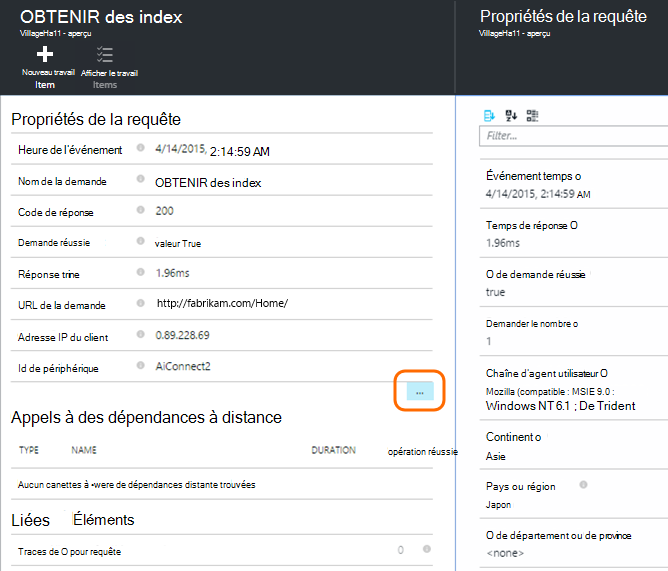 OBTENIR des index
VillageHa11 - aperçu
Nouveau travail
Item
Afficher le travail
Items
Propriétés de la requête
Heure de l'événement 4/14/2015, 2:14:59 AM
Nom de la demande OBTENIR des index
Code de réponse 200
Demande réussie valeur True
Réponse trine 1.96ms
URL de la demande http://fabrikam.com/Home/
Adresse IP du client 0.89.228.69
Id de périphérique AiConnect2
...
Appels à des dépendances à distance
TYPE NAME DURATION opération réussie
Aucun canettes à •were de dépendances distante trouvées
Liées Éléments
Traces de O pour requête 0
Propriétés de la requête
VillageHa11 - aperçu
Filter...
Événement temps o
4/14/2015, 2:14:59 AM
Temps de réponse O
1.96ms
O de demande réussie
true
Demander le nombre o
1
Chaîne d'agent utilisateur O
Mozilla (compatible : MSIE 9.0 :
Windows NT 6.1 ; De Trident
Continent o
Asie
Pays ou région
Japon
O de département ou de province
<none>